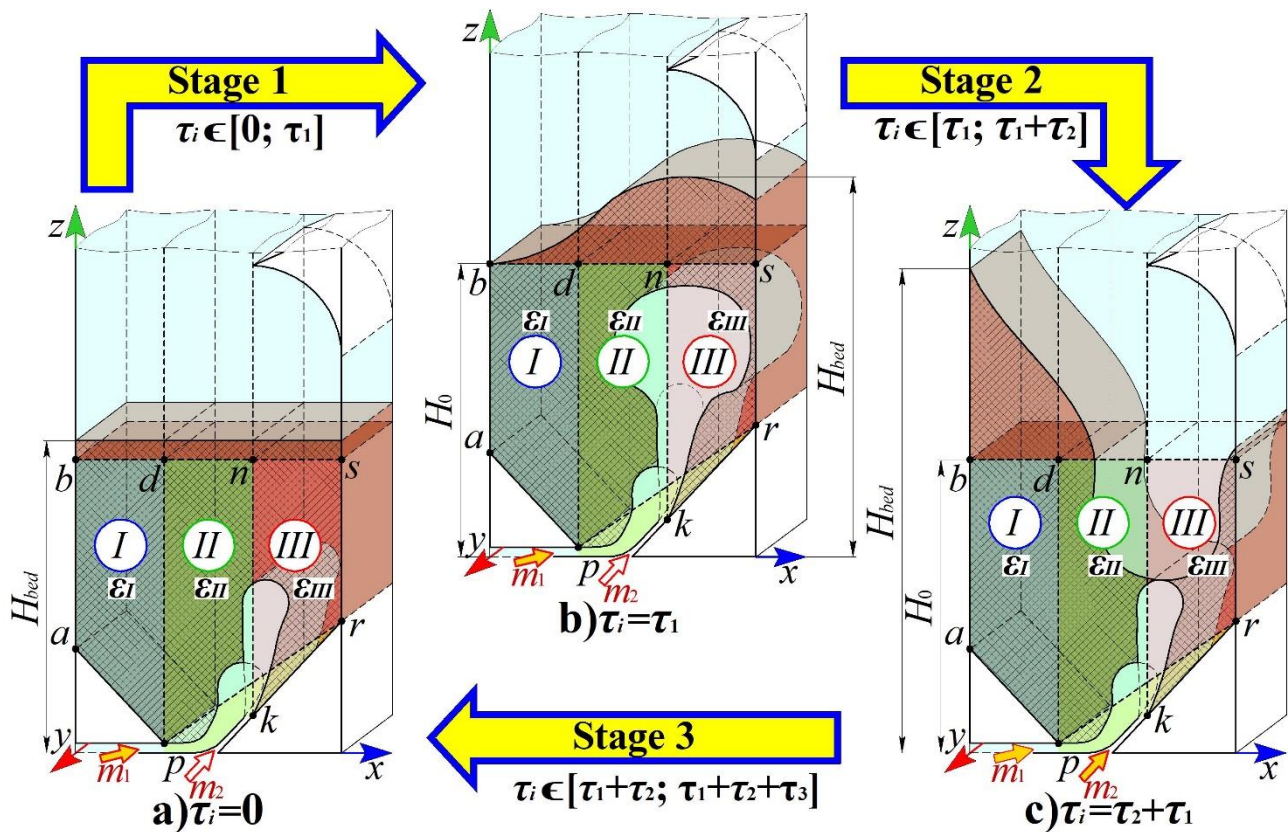 Stage 1
τi ϵ[0; τ1]
Stage 2
τi ϵ[τ1; τ1+τ2]
z
b
d
n
s
εI
εII
εIII
I
II
III
H0
Hbed
a
r
k
y
m1
p
m2
x
b)τi=τ1
z
b
d
n
s
I
II
III
εI
εII
εIII
Hbed
a
r
k
y
m1
p
m2
x
a)τi=0
z
b
d
n
s
I
II
III
εI
εII
εIII
Hbed
H0
a
r
k
y
m1
p
m2
x
c)τi=τ2+τ1
Stage 3
τi ϵ[τ1+τ2; τ1+τ2+τ3]